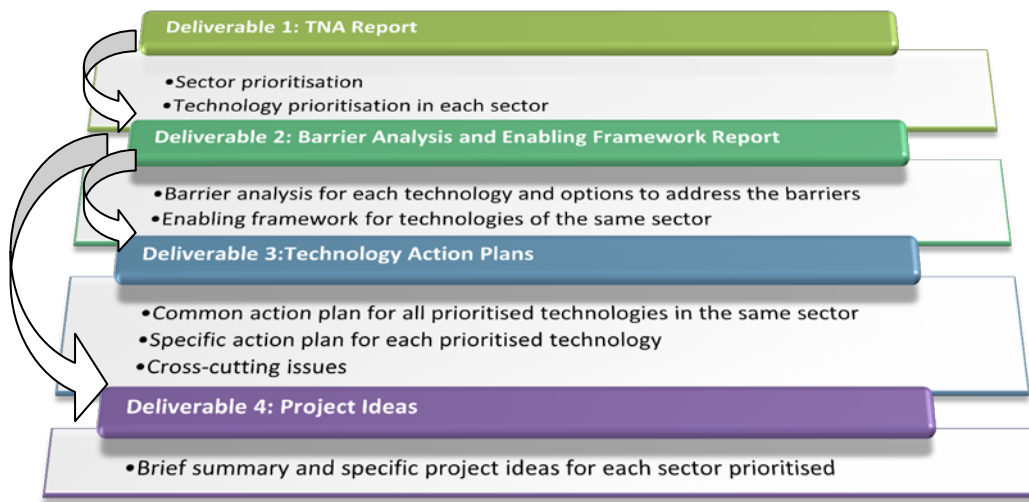 Deliverable 1: TNA Report
•Sector prioritisation
•Technology prioritisation in each sector
Deliverable 2: Barrier Analysis and Enabling Framework Report
•Barrier analysis for each technology and options to address the barriers
•Enabling framework for technologies of the same sector
Deliverable 3:Technology Action Plans
•Common action plan for all prioritised technologies in the same sector
•Specific action plan for each prioritised technology
•Cross-cutting issues
Deliverable 4: Project Ideas
•Brief summary and specific project ideas for each sector prioritised